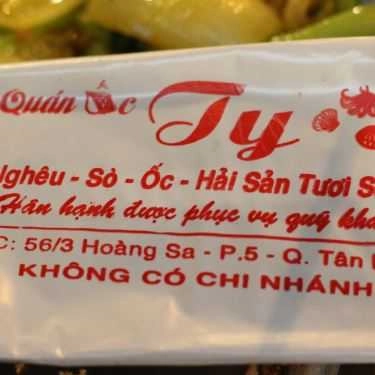 Quán Ốc Ty
Nghêu - Sò - Ốc - Hải Sản Tươi
Hân hạnh được phục vụ quý
C: 56/3 Hoàng Sa - P.5 - Q. Tân
KHÔNG CÓ CHI NHÁNH